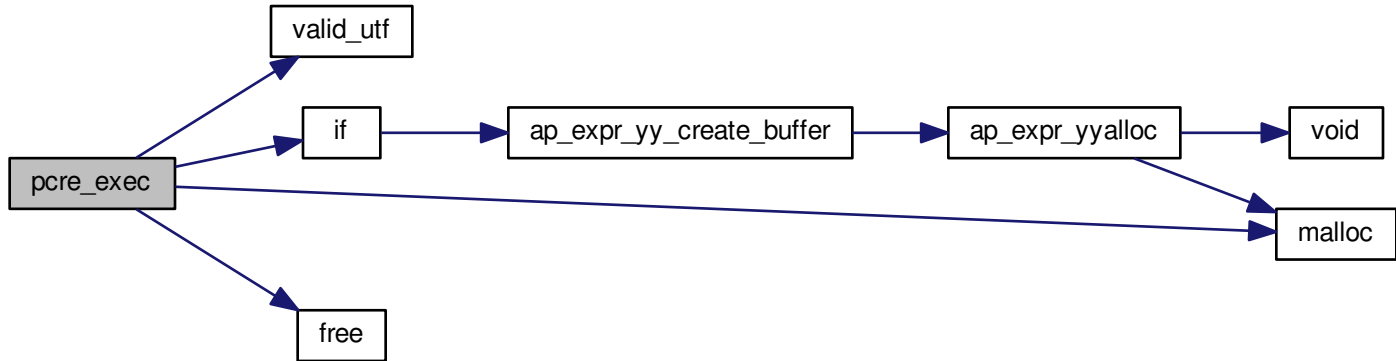 valid_utf
if
ap_expr_yy_create_buffer
ap_expr_yyalloc
void
pcre_exec
malloc
free